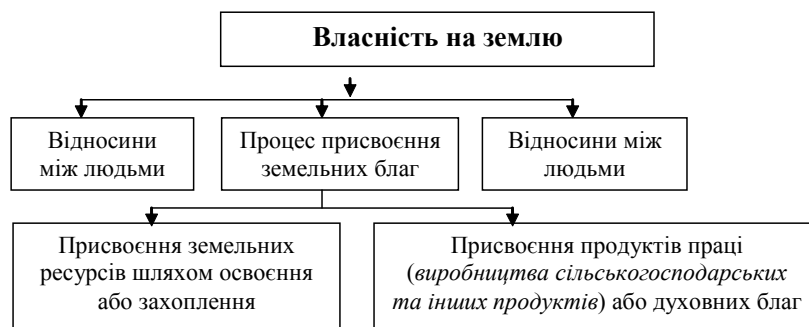 Власність на землю
Відносини
між людьми
Процес присвоєння
земельних благ
Відносини між
людьми
Присвоєння земельних
ресурсів шляхом освоєння
або захоплення
Присвоєння продуктів праці
(виробництва сільськогосподарських
та інших продуктів) або духовних благ